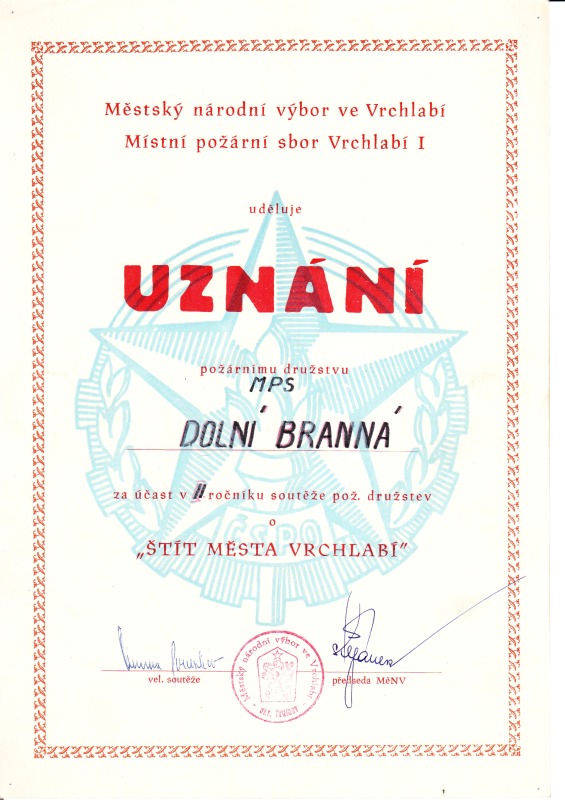 Městský národní výbor ve Vrchlabí
Místní požární sbor Vrchlabí I
uděluje
UZNÁNÍ
požárnímu družstvu
MPS
DOLNÍ BRANNÁ
za účast v II ročníku soutěže pož. družstev
o
„ŠTÍT MĚSTA VRCHLABÍ"
ČSPO
vel. soutěže
předseda MěNV
Městský národní výbor ve Vrchlabí